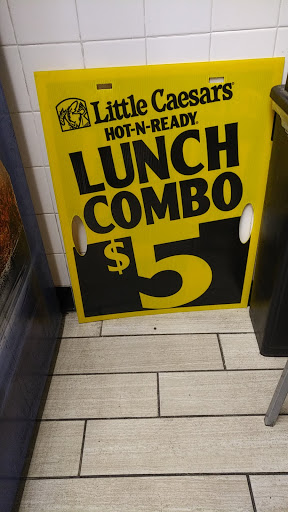 Little Caesars
HOT-N-READY
LUNCH
COMBO
$5